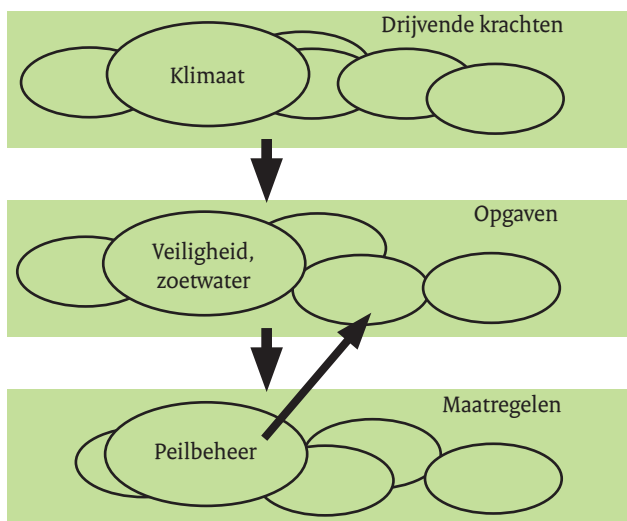 Drijvende krachten
Klimaat
Opgaven
Veiligheid,
zoetwater
Maatregelen
Peilbeheer